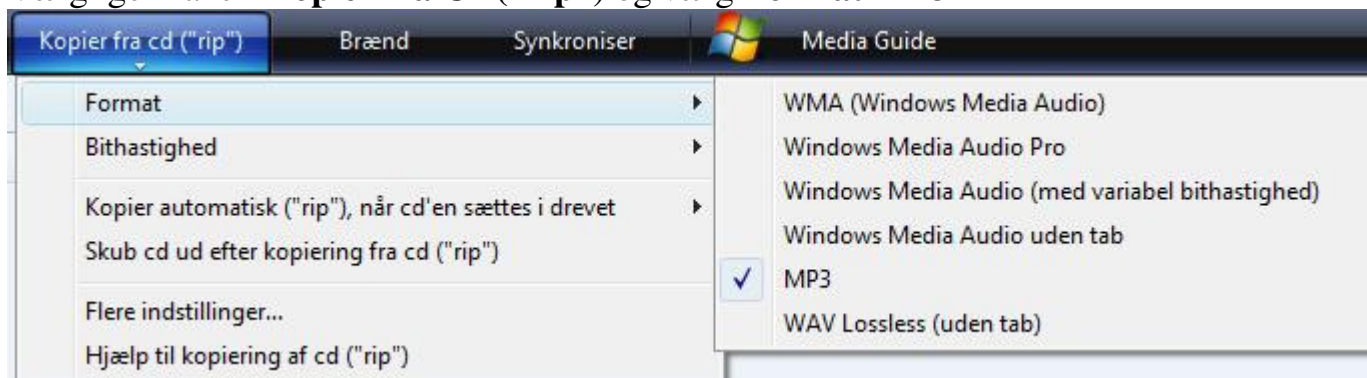 Kopier fra cd ("rip") Brænd Synkroniser Media Guide
Format
Bithastighed
Kopier automatisk ("rip"), når cd'en sættes i drevet
Skub cd ud efter kopiering fra cd ("rip")
Flere indstillinger...
Hjælp til kopiering af cd ("rip")
WMA (Windows Media Audio)
Windows Media Audio Pro
Windows Media Audio (med variabel bithastighed)
Windows Media Audio uden tab
MP3
WAV Lossless (uden tab)